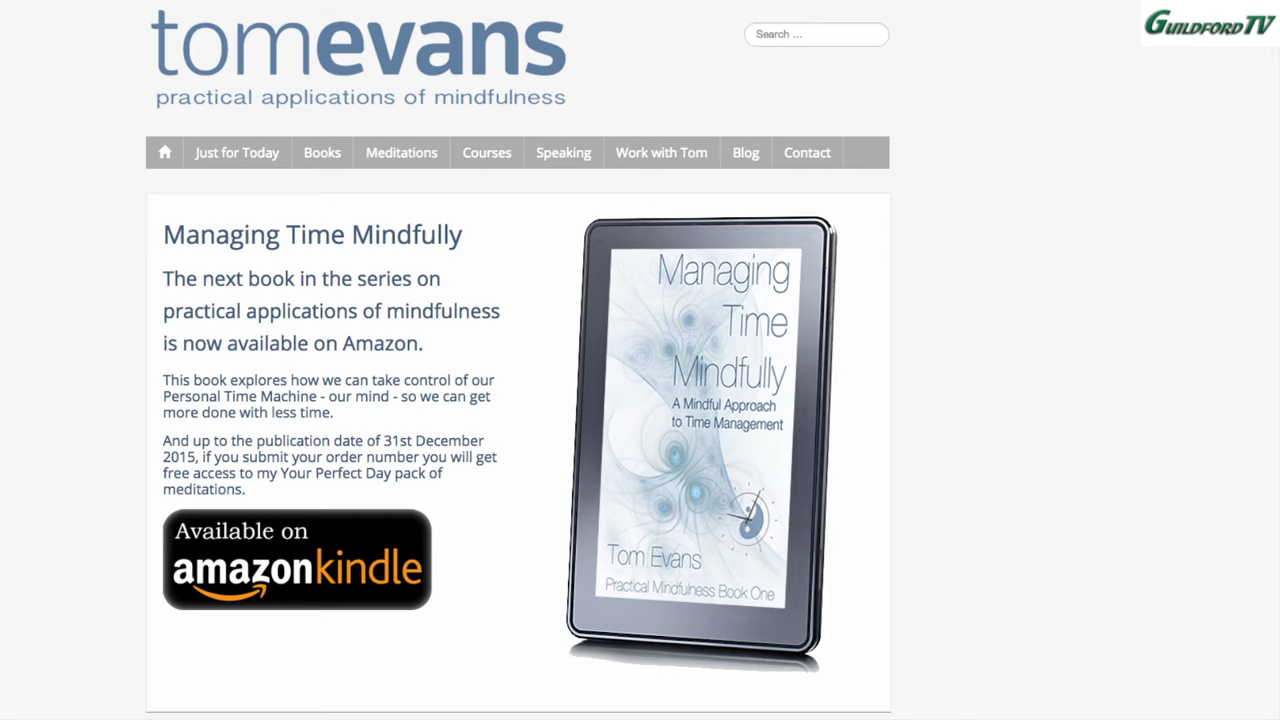 tomevans
practical applications of mindfulness
Search ...
GUILDFORD TV
Just for Today Books Meditations Courses Speaking Work with Tom Blog Contact
Managing Time Mindfully
The next book in the series on
practical applications of mindfulness
is now available on Amazon.
This book explores how we can take control of our
Personal Time Machine - our mind - so we can get
more done with less time.
And up to the publication date of 31st December
2015, if you submit your order number you will get
free access to my Your Perfect Day pack of
meditations.
Available on
amazonkindle
Managing
Time
Mindfully
A Mindful Approach
to Time Management
Tom Evans
Practical Mindfulness Book One